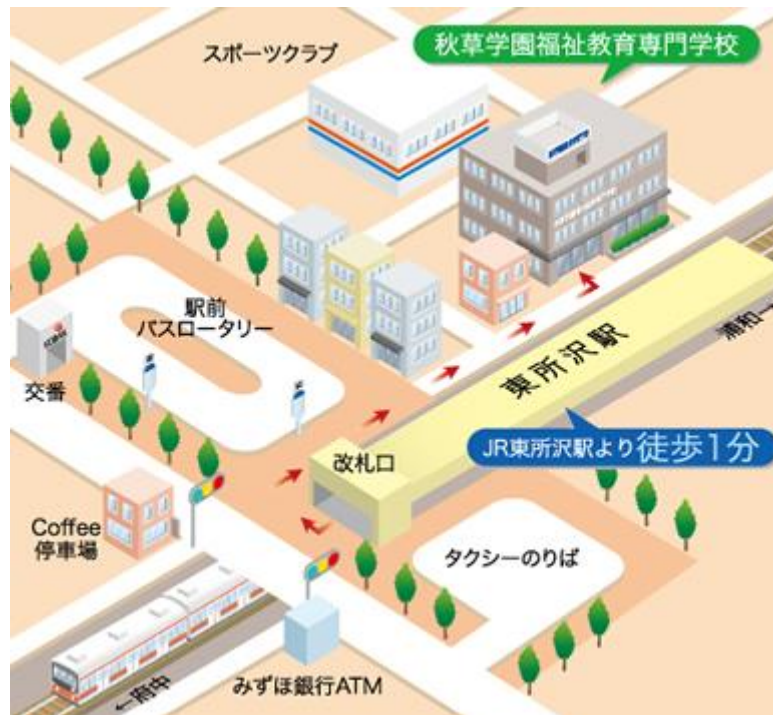 スポーツクラブ
秋草学園福祉教育専門学校
駅前
バスロータリー
交番
東所沢駅
浦和→
JR東所沢駅より徒歩1分
改札口
Coffee
停車場
タクシーのりば
みずほ銀行ATM
←府中